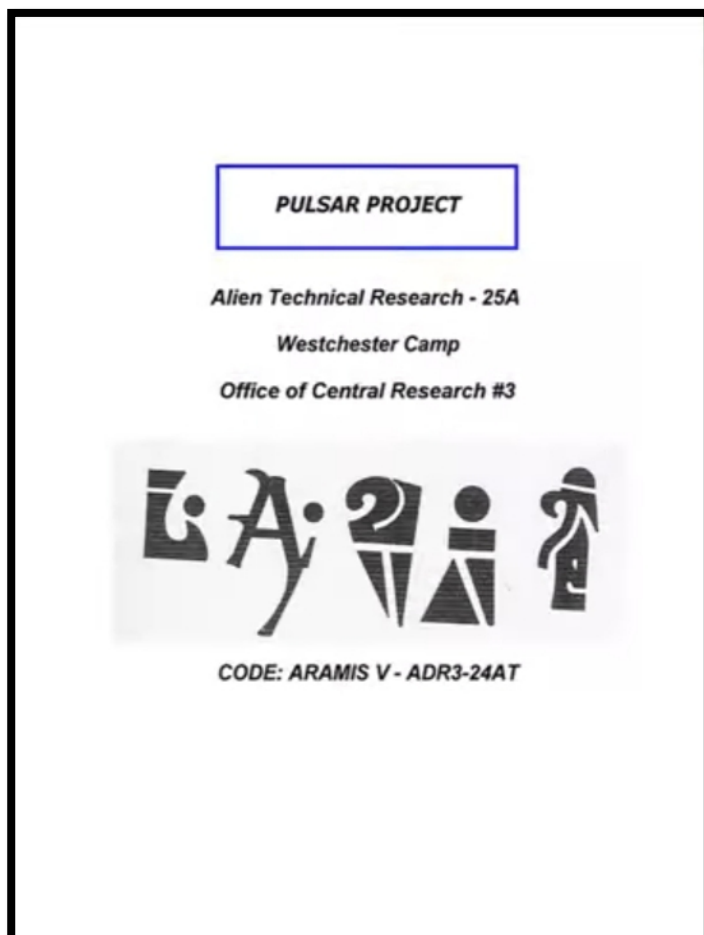 PULSAR PROJECT
Alien Technical Research - 25A
Westchester Camp
Office of Central Research #3
CODE: ARAMIS V - ADR3-24AT